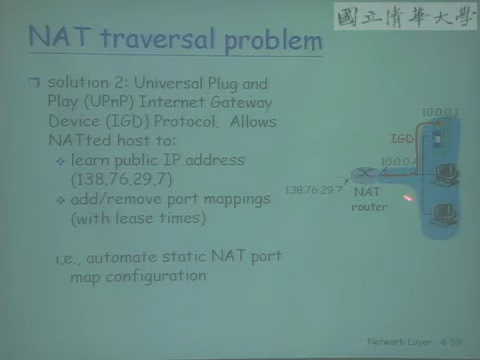 國立清華大學
NAT traversal problem
solution 2: Universal Plug and
Play (UPnP) Internet Gateway
Device (IGD) Protocol. Allows
NATted host to:
learn public IP address
(138.76.29.7)
add/remove port mappings
(with lease times)
i.e., automate static NAT port
map configuration
10.0.0.1
IGD
10.0.0.4
138.76.29.7
NAT
router
Network Layer 4-59